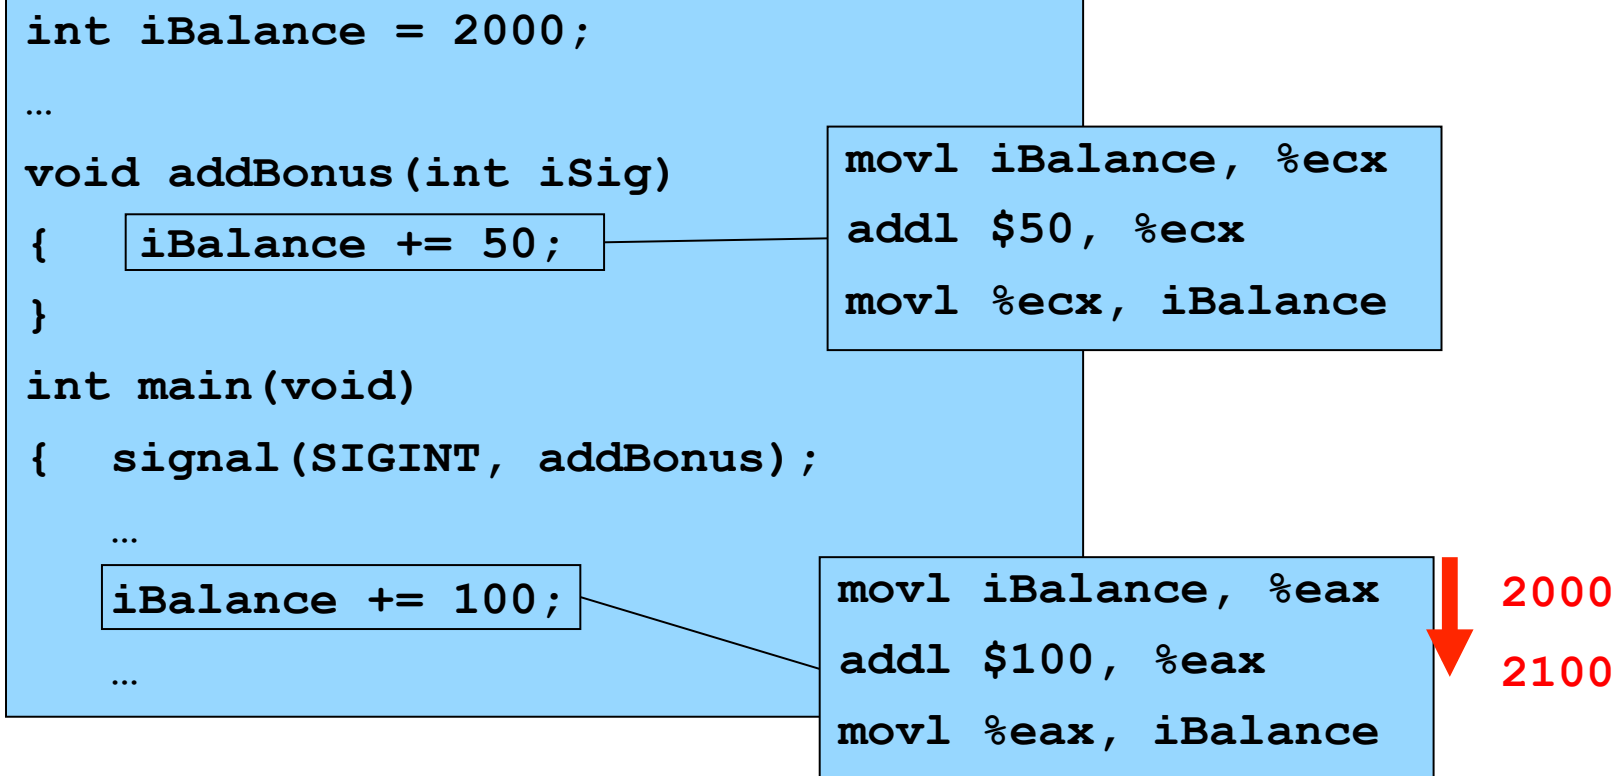 int iBalance = 2000;
…
void addBonus(int iSig)
{ iBalance += 50;
}
int main(void)
{ signal(SIGINT, addBonus);
…
iBalance += 100;
…
movl iBalance, %ecx
addl $50, %ecx
movl %ecx, iBalance
movl iBalance, %eax
addl $100, %eax
movl %eax, iBalance
2000
2100